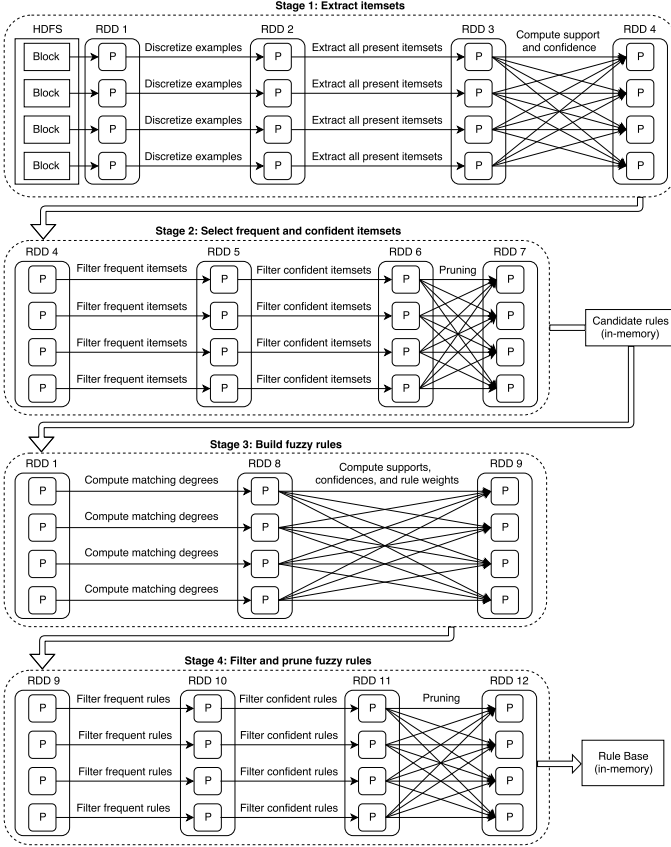 Stage 1: Extract itemsets
HDFS
RDD 1
RDD 2
RDD 3
Compute support
and confidence
RDD 4
Block
P
Discretize examples
P
Extract all present itemsets
P
P
Block
P
Discretize examples
P
Extract all present itemsets
P
P
Block
P
Discretize examples
P
Extract all present itemsets
P
P
Block
P
Discretize examples
P
Extract all present itemsets
P
P
Stage 2: Select frequent and confident itemsets
RDD 4
RDD 5
RDD 6
RDD 7
P
Filter frequent itemsets
P
Filter confident itemsets
P
Pruning
P
P
Filter frequent itemsets
P
Filter confident itemsets
P
P
P
Filter frequent itemsets
P
Filter confident itemsets
P
P
P
Filter frequent itemsets
P
Filter confident itemsets
P
P
Candidate rules
(in-memory)
Stage 3: Build fuzzy rules
RDD 1
RDD 8
Compute supports,
confidences, and rule weights
RDD 9
P
Compute matching degrees
P
P
P
Compute matching degrees
P
P
P
Compute matching degrees
P
P
P
Compute matching degrees
P
P
Stage 4: Filter and prune fuzzy rules
RDD 9
RDD 10
RDD 11
RDD 12
P
Filter frequent rules
P
Filter confident rules
P
Pruning
P
P
Filter frequent rules
P
Filter confident rules
P
P
P
Filter frequent rules
P
Filter confident rules
P
P
P
Filter frequent rules
P
Filter confident rules
P
P
Rule Base
(in-memory)